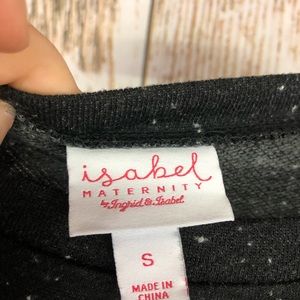 isabel
MATERNITY
by Ingrid & Isabel
S
MADE IN
CHINA